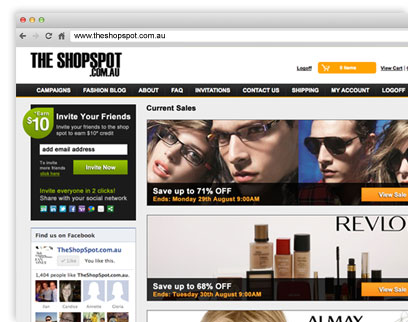 www.theshopspot.com.au
THE SHOPSPOT
.COM.AU
Logoff
0 items
View Cart
CAMPAIGNS FASHION BLOG ABOUT FAQ INVITATIONS CONTACT US SHIPPING MY ACCOUNT LOGOFF
*Earn
$10
Invite Your Friends
Invite your friends to the shop
spot to earn $10* credit
add email address
To invite
more friends
click here
Invite Now
Invite everyone in 2 clicks!
Share with your social network
Find us on Facebook
TheShopSpot.com.au
Like You like this.
1,404 people like TheShopSpot.com.au.
Candice
Innette
Gloria
Current Sales
Save up to 71% OFF
Ends: Monday 29th August 9:00AM
View Sale
REVLO
Save up to 68% OFF
Ends: Tuesday 30th August 9:00AM
View Sal
ALMAY